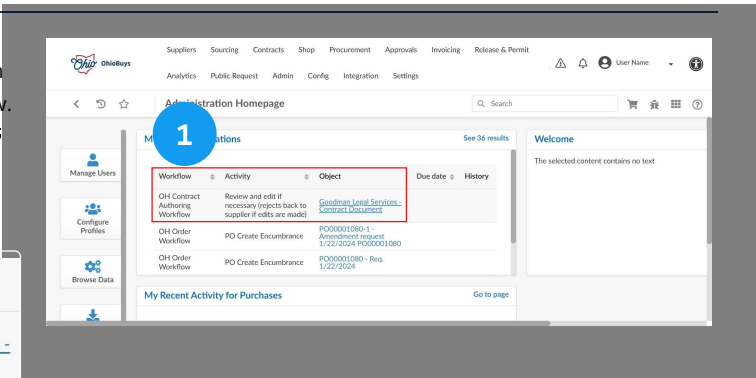 Suppliers Sourcing Contracts Shop Procurement Approvals Invoicing Release & Permit
Ohio OhioBuys
User Name
Analytics Public Request Admin Config Integration Settings
Administration Homepage
Search
1
See 36 results
Welcome
The selected content contains no text
Manage Users
Workflow Activity Object Due date History
OH Contract Authoring Workflow
Review and edit if necessary (rejects back to supplier if edits are made)
Goodman Legal Services - Contract Document
Configure Profiles
OH Order Workflow
PO Create Encumbrance
PO00001080-1 - Amendment request 1/22/2024 PO00001080
OH Order Workflow
PO Create Encumbrance
PO00001080 - Req. 1/22/2024
Browse Data
My Recent Activity for Purchases
Go to page